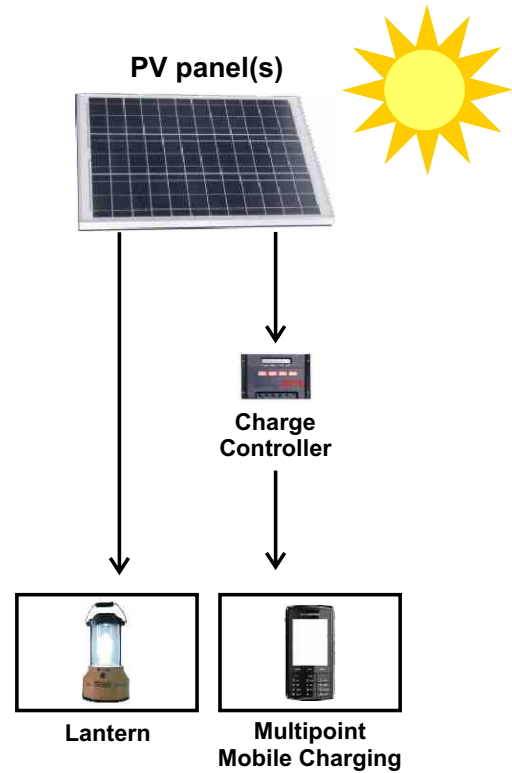 PV panel(s)
Charge
Controller
Lantern
Multipoint
Mobile Charging